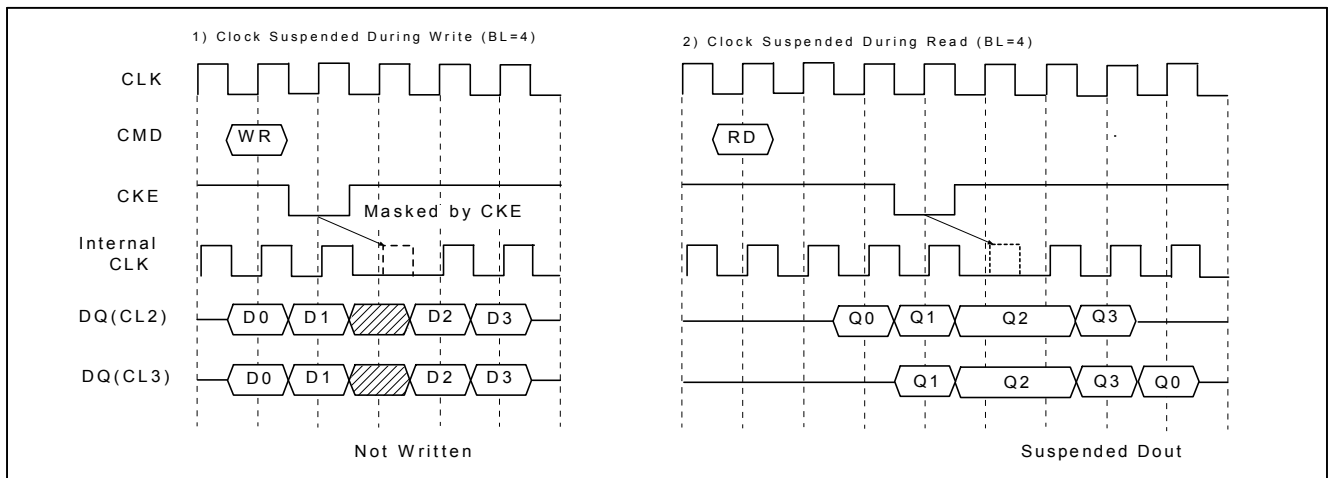 1) Clock Suspended During Write (BL=4)
2) Clock Suspended During Read (BL=4)
CLK
CMD
WR
RD
CKE
Masked by CKE
Internal
CLK
DQ(CL2)
D0
D1
D2
D3
Q0
Q1
Q2
Q3
DQ(CL3)
D0
D1
D2
D3
Q1
Q2
Q3
Q0
Not Written
Suspended Dout